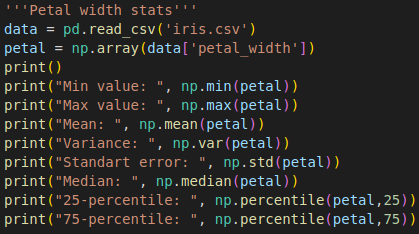 '''Petal width stats'''
data = pd.read_csv('iris.csv')
petal = np.array(data['petal_width'])
print()
print("Min value: ", np.min(petal))
print("Max value: ", np.max(petal))
print("Mean: ", np.mean(petal))
print("Variance: ", np.var(petal))
print("Standart error: ", np.std(petal))
print("Median: ", np.median(petal))
print("25-percentile: ", np.percentile(petal,25))
print("75-percentile: ", np.percentile(petal,75))